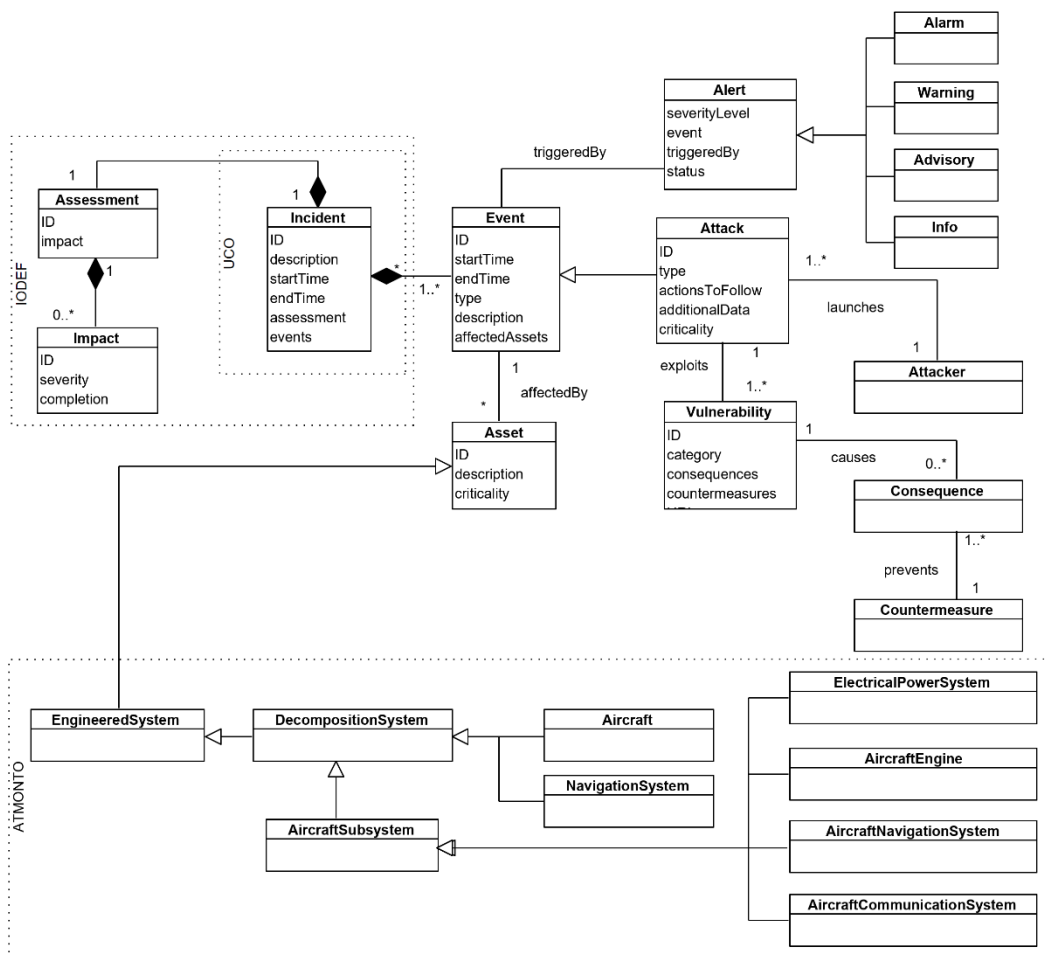 Alarm
Alert
severityLevel
event
triggeredBy
status
Warning
Advisory
Info
triggeredBy
IODEF
UCO
1
1
Assessment
ID
impact
1
0..*
Impact
ID
severity
completion
Incident
ID
description
startTime
endTime
assessment
events
*
1..*
Event
ID
startTime
endTime
type
description
affectedAssets
Attack
ID
type
actionsToFollow
additionalData
criticality
1..*
launches
1
Attacker
1
exploits
1..*
1
affectedBy
*
Asset
ID
description
criticality
Vulnerability
ID
category
consequences
countermeasures
1
causes
0..*
Consequence
1..*
prevents
1
Countermeasure
ATMONTO
EngineeredSystem
DecompositionSystem
Aircraft
NavigationSystem
AircraftSubsystem
ElectricalPowerSystem
AircraftEngine
AircraftNavigationSystem
AircraftCommunicationSystem